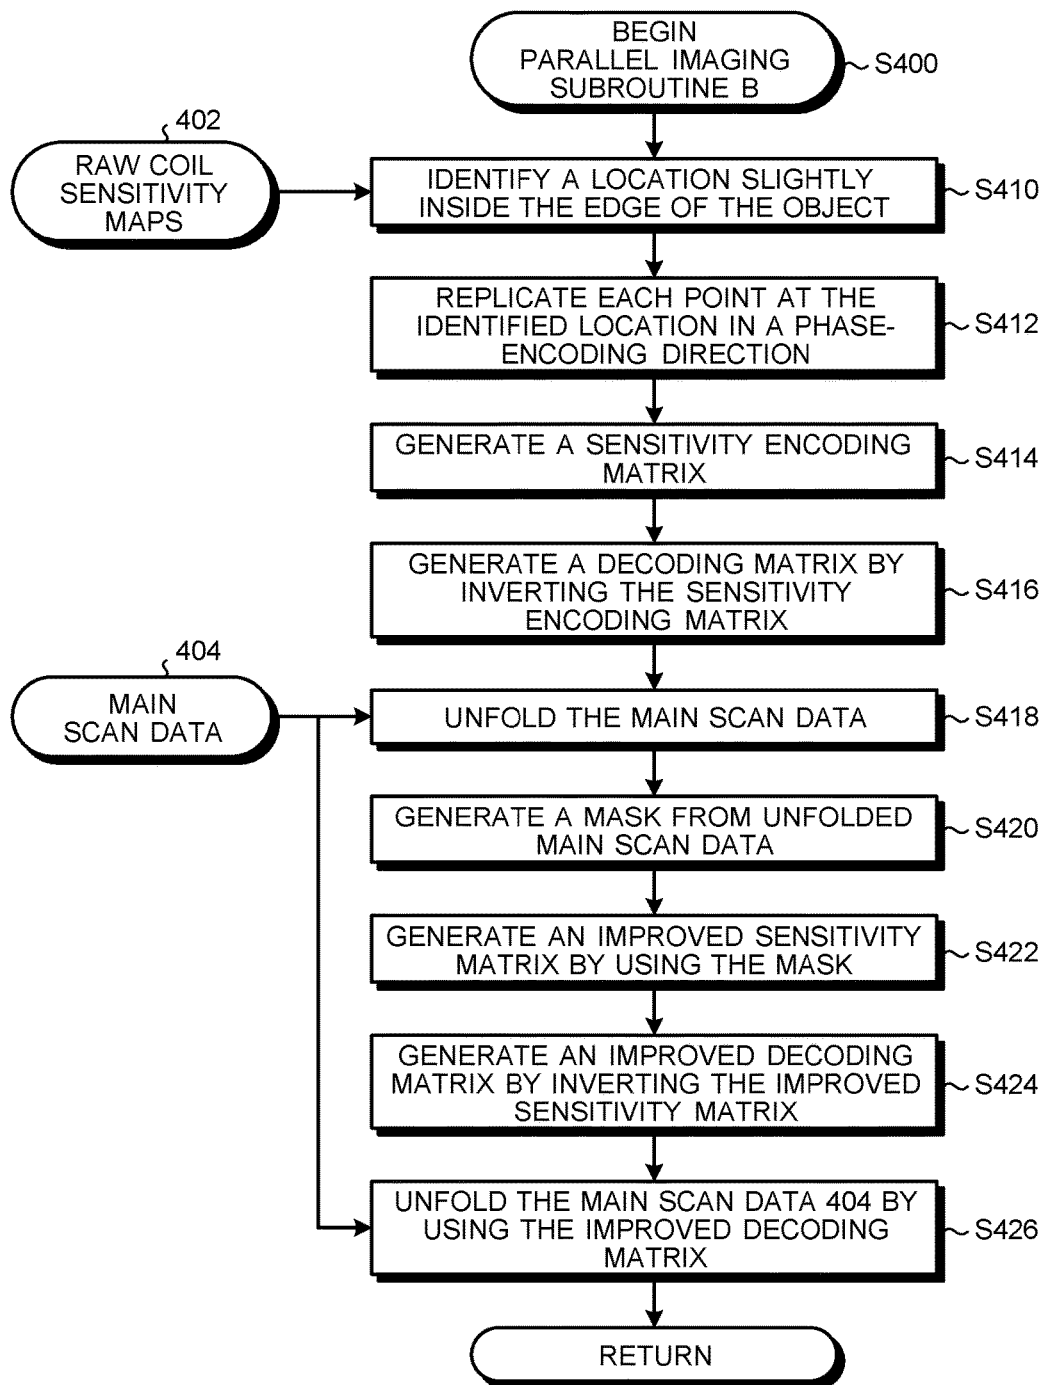 BEGIN
PARALLEL IMAGING
SUBROUTINE B
S400
402
RAW COIL
SENSITIVITY
MAPS
IDENTIFY A LOCATION SLIGHTLY
INSIDE THE EDGE OF THE OBJECT
S410
REPLICATE EACH POINT AT THE
IDENTIFIED LOCATION IN A PHASE-
ENCODING DIRECTION
S412
GENERATE A SENSITIVITY ENCODING
MATRIX
S414
GENERATE A DECODING MATRIX BY
INVERTING THE SENSITIVITY
ENCODING MATRIX
S416
404
MAIN
SCAN DATA
UNFOLD THE MAIN SCAN DATA
S418
GENERATE A MASK FROM UNFOLDED
MAIN SCAN DATA
S420
GENERATE AN IMPROVED SENSITIVITY
MATRIX BY USING THE MASK
S422
GENERATE AN IMPROVED DECODING
MATRIX BY INVERTING THE IMPROVED
SENSITIVITY MATRIX
S424
UNFOLD THE MAIN SCAN DATA 404 BY
USING THE IMPROVED DECODING
MATRIX
S426
RETURN